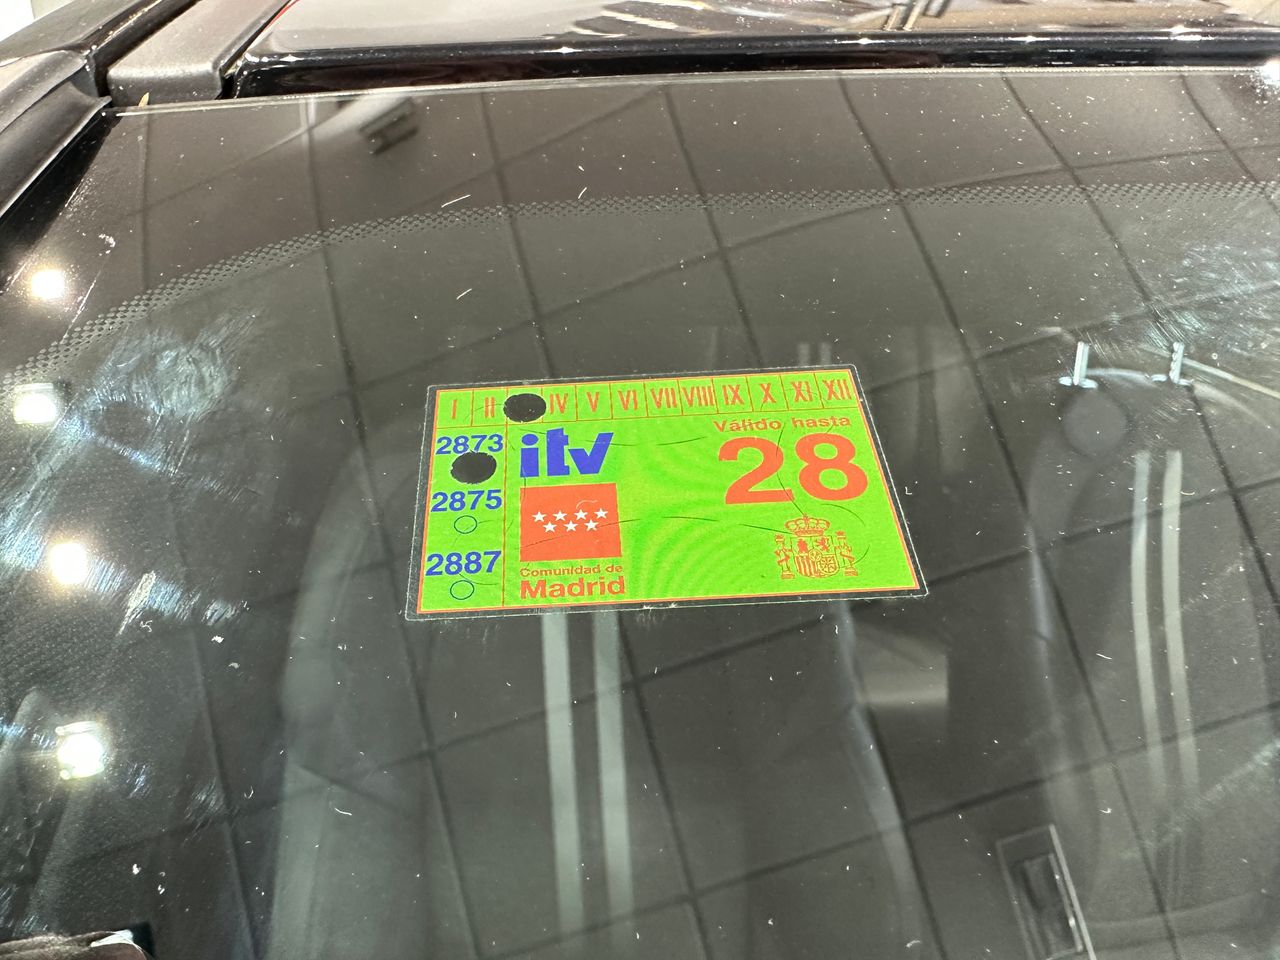 I II IV V VI VII VIII IX X XI XII
Válido hasta
28
itv
2873
2875
2887
Comunidad de
Madrid